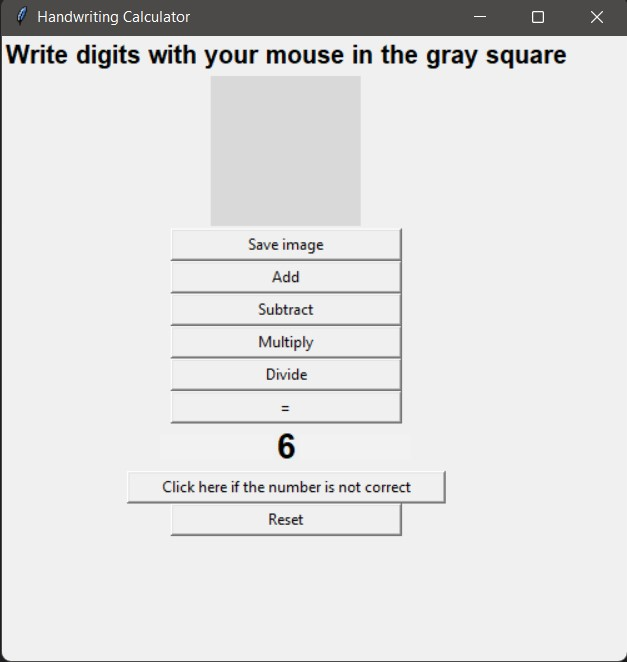 Handwriting Calculator
Write digits with your mouse in the gray square
Save image
Add
Subtract
Multiply
Divide
=
6
Click here if the number is not correct
Reset